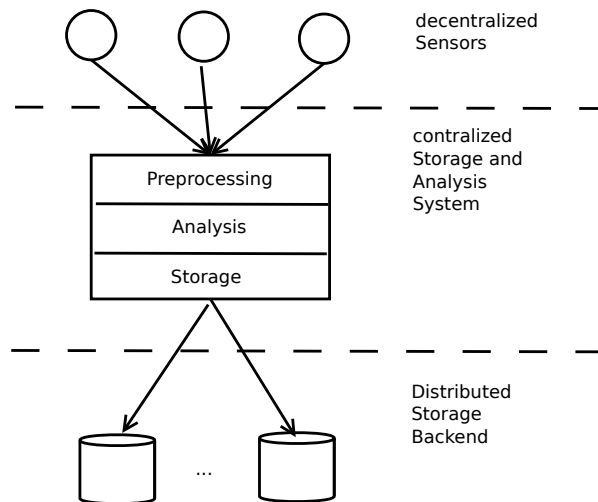 decentralized
Sensors
contralized
Storage and
Analysis
System
Preprocessing
Analysis
Storage
Distributed
Storage
Backend
...